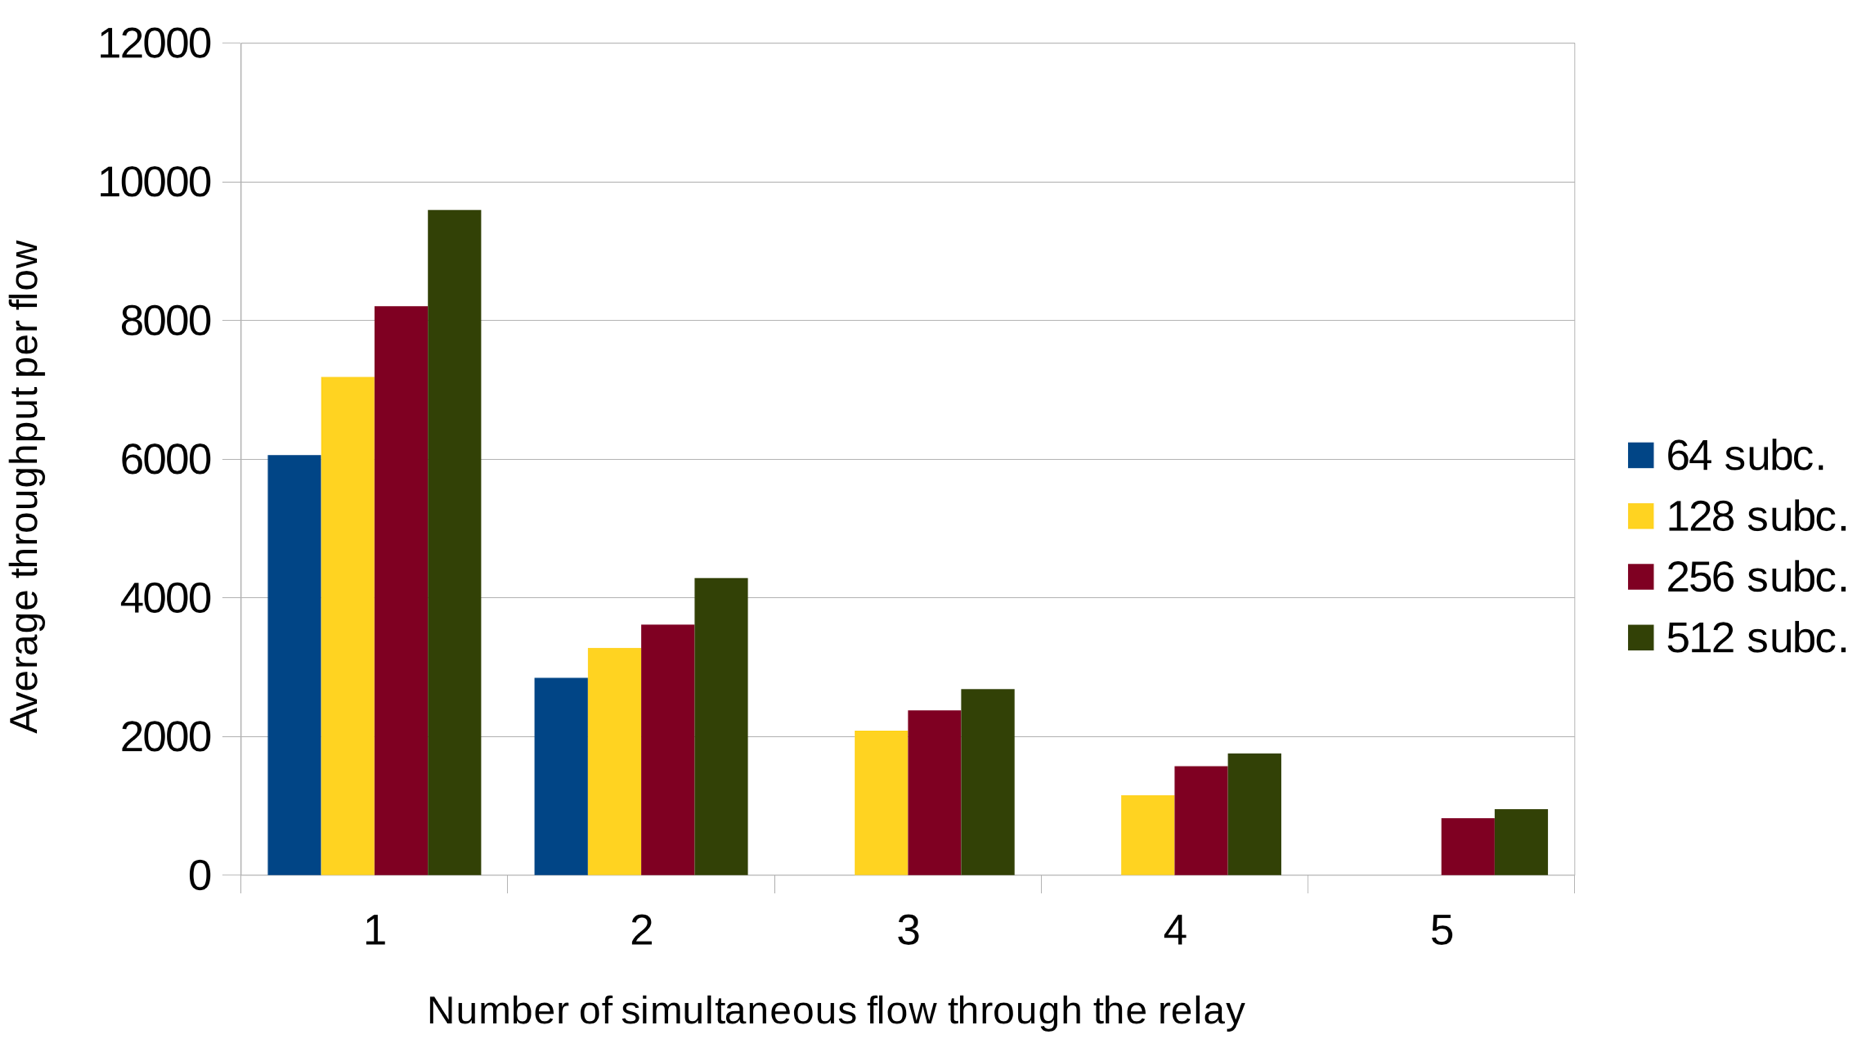 12000
10000
8000
6000
4000
2000
0
Average throughput per flow
1 2 3 4 5
Number of simultaneous flow through the relay
64 subc.
128 subc.
256 subc.
512 subc.